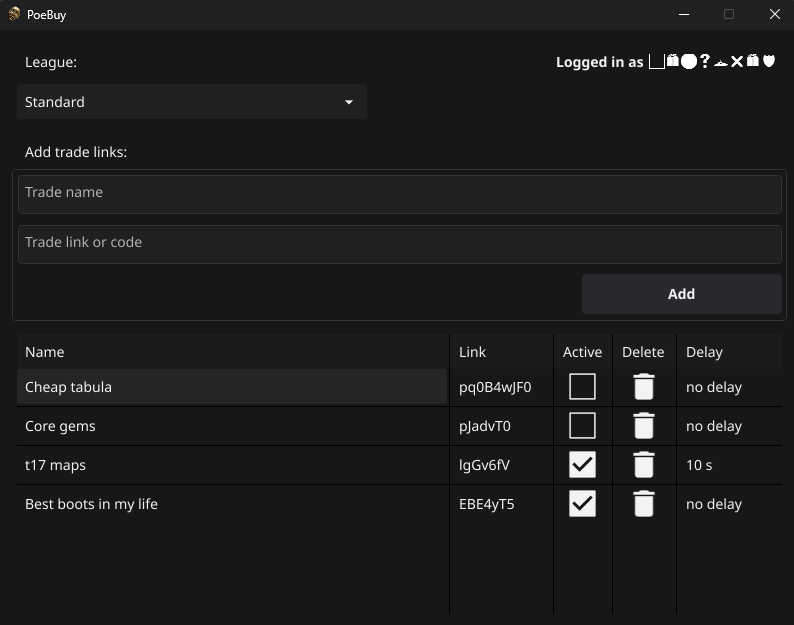 PoeBuy
League:
Logged in as
Standard
Add trade links:
Trade name
Trade link or code
Add
Name Link Active Delete Delay
Cheap tabula pq0B4wJF0 no delay
Core gems pJadvT0 no delay
t17 maps lgGv6fV 10 s
Best boots in my life EBE4yT5 no delay